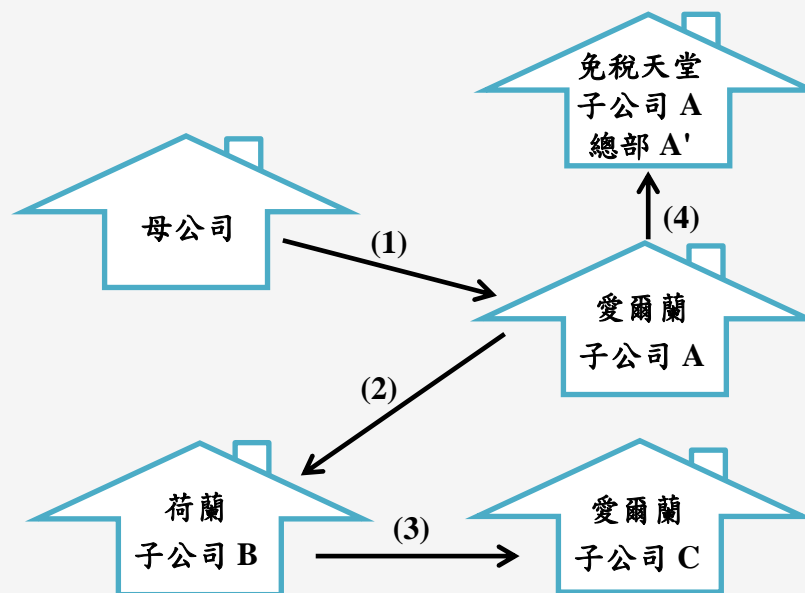 免稅天堂
子公司 A
總部 A'
母公司
(1)
(4)
愛爾蘭
子公司 A
(2)
荷蘭
子公司 B
(3)
愛爾蘭
子公司 C